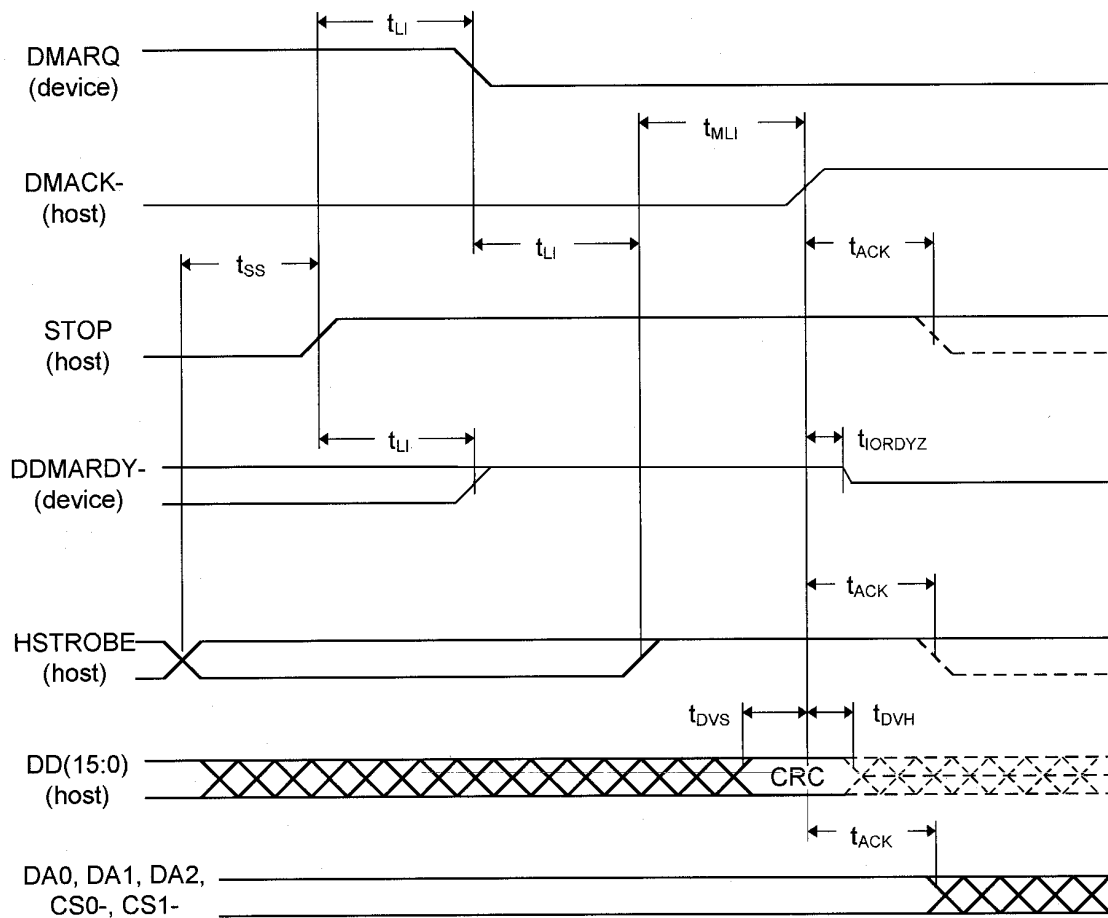 tLI
DMARQ
(device)
tMLI
DMACK-
(host)
tLI
tACK
tSS
STOP
(host)
tLI
tIORDYZ
DDMARDY-
(device)
tACK
HSTROBE
(host)
tDVS
tDVH
DD(15:0)
(host)
CRC
tACK
DA0, DA1, DA2,
CS0-, CS1-